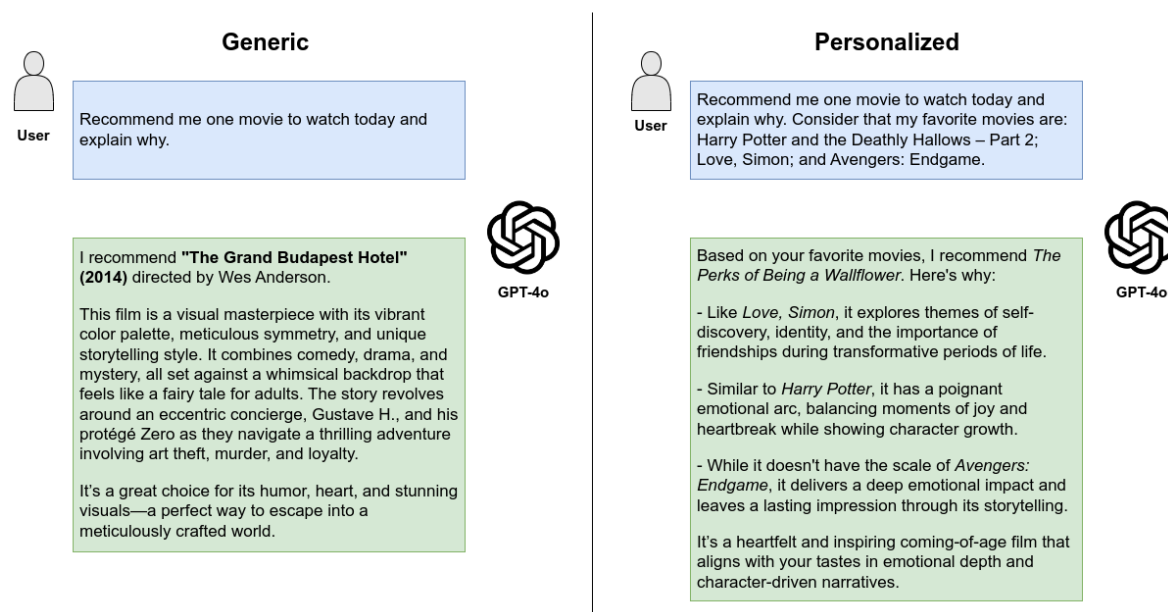 Generic
User
Recommend me one movie to watch today and
explain why.
GPT-4o
I recommend "The Grand Budapest Hotel"
(2014) directed by Wes Anderson.
This film is a visual masterpiece with its vibrant
color palette, meticulous symmetry, and unique
storytelling style. It combines comedy, drama, and
mystery, all set against a whimsical backdrop that
feels like a fairy tale for adults. The story revolves
around an eccentric concierge, Gustave H., and his
protégé Zero as they navigate a thrilling adventure
involving art theft, murder, and loyalty.
It's a great choice for its humor, heart, and stunning
visuals—a perfect way to escape into a
meticulously crafted world.
Personalized
User
Recommend me one movie to watch today and
explain why. Consider that my favorite movies are:
Harry Potter and the Deathly Hallows – Part 2;
Love, Simon; and Avengers: Endgame.
GPT-4o
Based on your favorite movies, I recommend The
Perks of Being a Wallflower. Here's why:
- Like Love, Simon, it explores themes of self-
discovery, identity, and the importance of
friendships during transformative periods of life.
- Similar to Harry Potter, it has a poignant
emotional arc, balancing moments of joy and
heartbreak while showing character growth.
- While it doesn't have the scale of Avengers:
Endgame, it delivers a deep emotional impact and
leaves a lasting impression through its storytelling.
It's a heartfelt and inspiring coming-of-age film that
aligns with your tastes in emotional depth and
character-driven narratives.